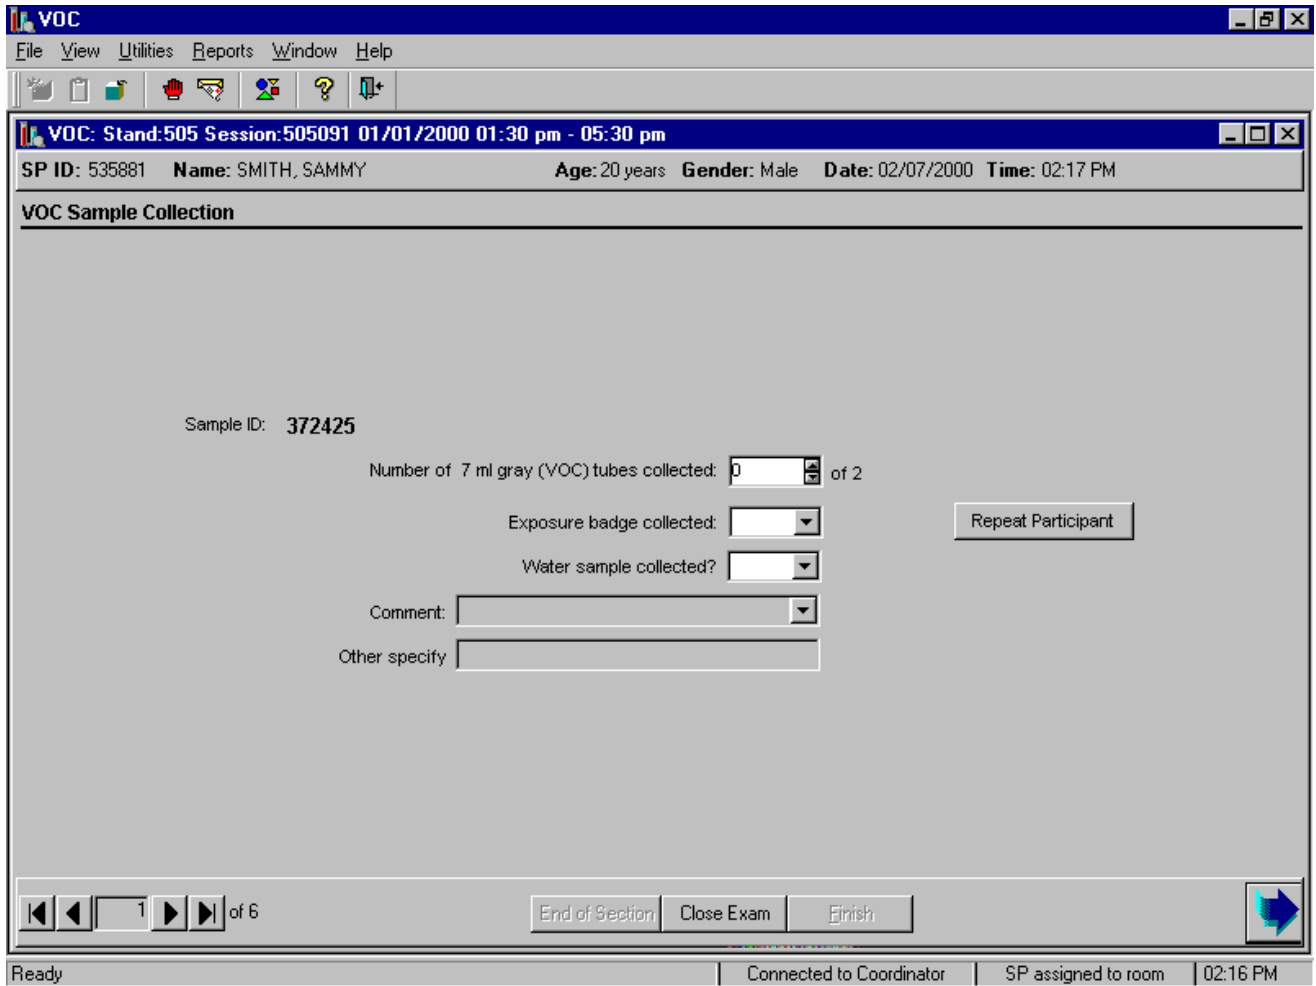 VOC
File View Utilities Reports Window Help
VOC: Stand:505 Session:505091 01/01/2000 01:30 pm - 05:30 pm
SP ID: 535881 Name: SMITH, SAMMY Age: 20 years Gender: Male Date: 02/07/2000 Time: 02:17 PM
VOC Sample Collection
Sample ID: 372425
Number of 7 ml gray (VOC) tubes collected: 0 of 2
Exposure badge collected: Repeat Participant
Water sample collected?
Comment:
Other specify
1 of 6 End of Section Close Exam Finish
Ready Connected to Coordinator SP assigned to room 02:16 PM